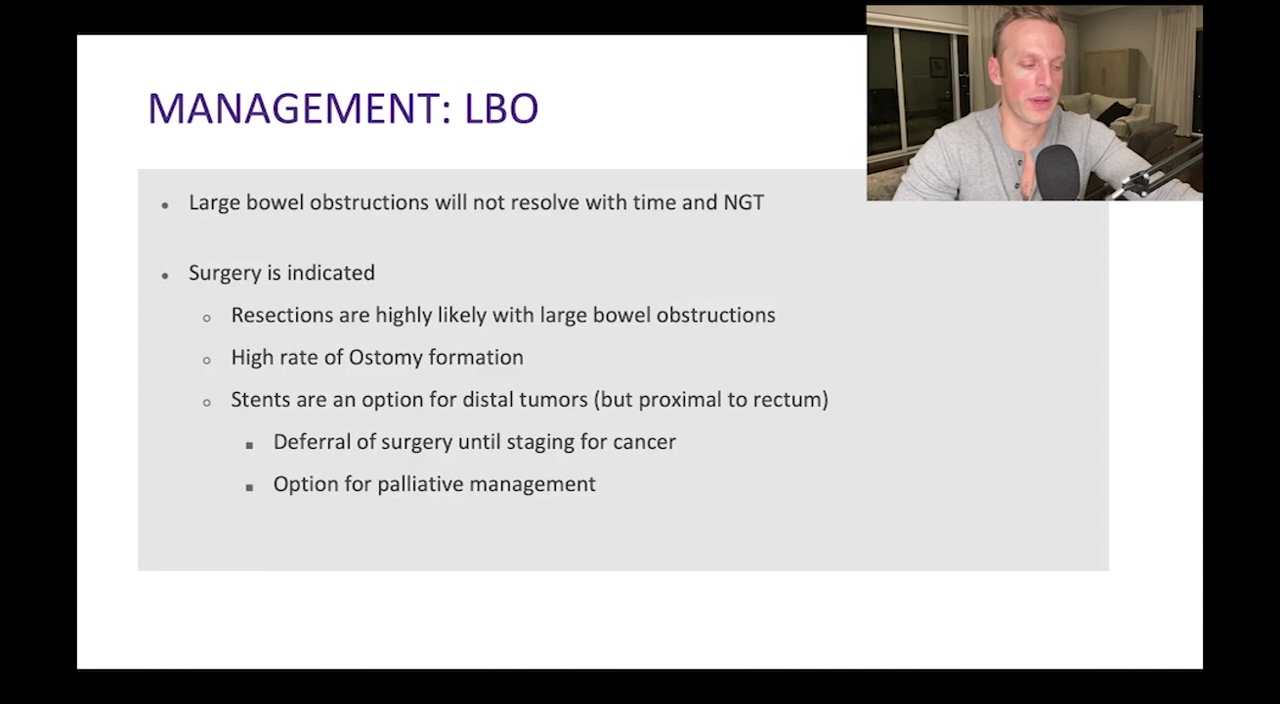 MANAGEMENT: LBO
Large bowel obstructions will not resolve with time and NGT
Surgery is indicated
Resections are highly likely with large bowel obstructions
High rate of Ostomy formation
Stents are an option for distal tumors (but proximal to rectum)
Deferral of surgery until staging for cancer
Option for palliative management